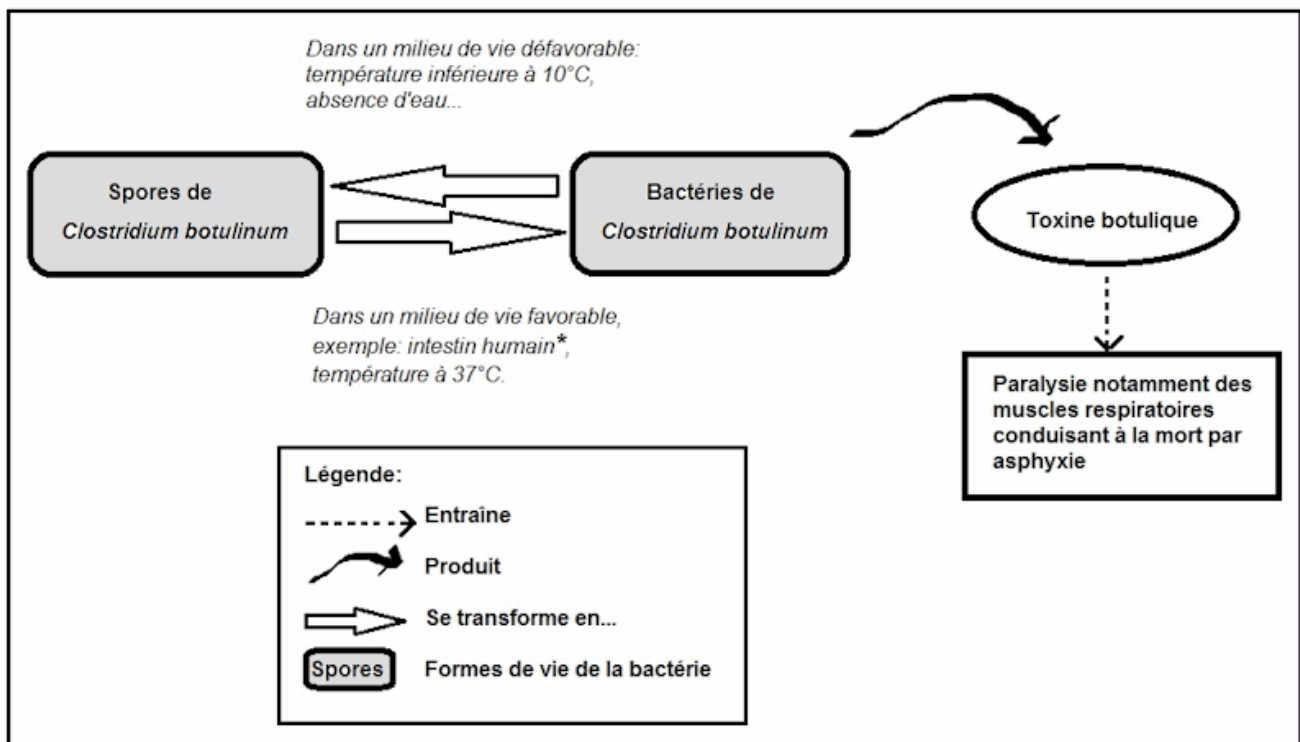 Dans un milieu de vie défavorable:
température inférieure à 10°C,
absence d'eau...
Spores de
Clostridium botulinum
Bactéries de
Clostridium botulinum
Toxine botulique
Dans un milieu de vie favorable,
exemple: intestin humain*,
température à 37°C.
Paralysie notamment des
muscles respiratoires
conduisant à la mort par
asphyxie
Légende:
Entraîne
Produit
Se transforme en...
Spores
Formes de vie de la bactérie